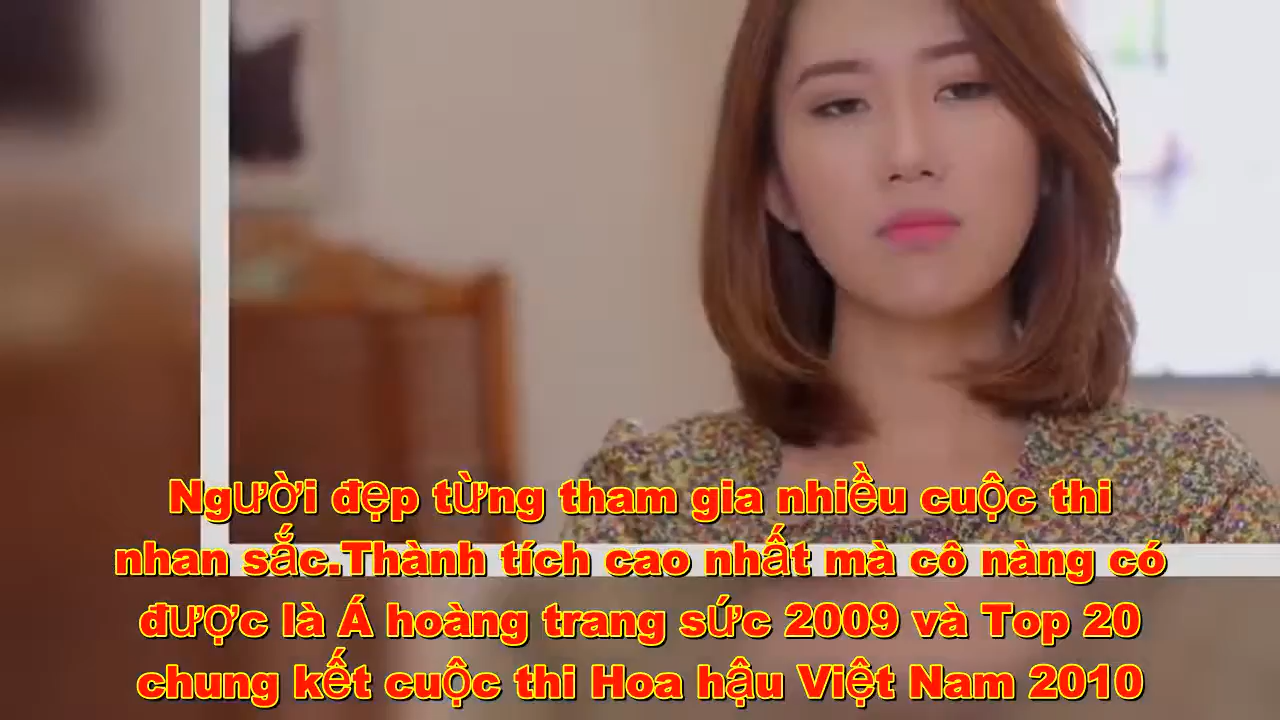 Người đẹp từng tham gia nhiều cuộc thi
nhan sắc.Thành tích cao nhất mà cô nàng có
được là Á hoàng trang sức 2009 và Top 20
chung kết cuộc thi Hoa hậu Việt Nam 2010